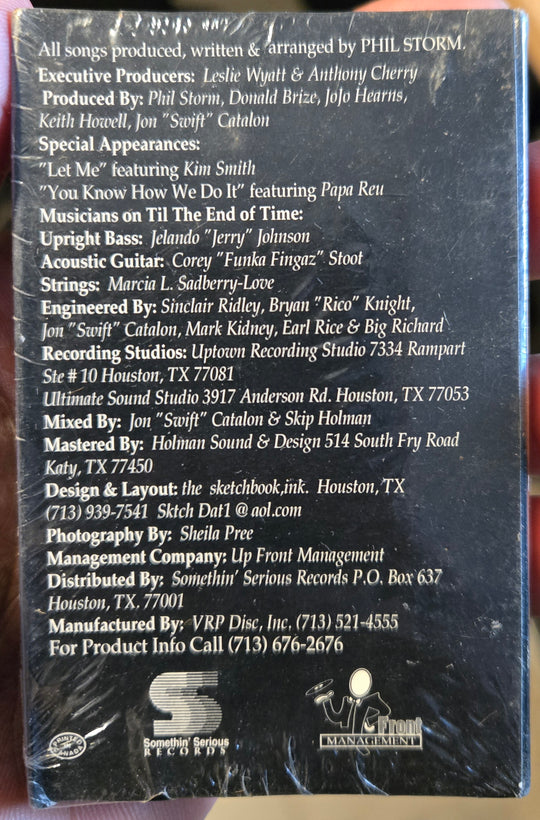 All songs produced, written & arranged by PHIL STORM.
Executive Producers: Leslie Wyatt & Anthony Cherry
Produced By: Phil Storm, Donald Brize, JoJo Hearns,
Keith Howell, Jon "Swift" Catalon
Special Appearances:
"Let Me" featuring Kim Smith
"You Know How We Do It" featuring Papa Reu
Musicians on Til The End of Time:
Upright Bass: Jelando "Jerry" Johnson
Acoustic Guitar: Corey "Funka Fingaz" Stoot
Strings: Marcia L. Sadberry-Love
Engineered By: Sinclair Ridley, Bryan "Rico" Knight,
Jon "Swift" Catalon, Mark Kidney, Earl Rice & Big Richard
Recording Studios: Uptown Recording Studio 7334 Rampart
Ste # 10 Houston, TX 77081
Ultimate Sound Studio 3917 Anderson Rd. Houston, TX 77053
Mixed By: Jon "Swift" Catalon & Skip Holman
Mastered By: Holman Sound & Design 514 South Fry Road
Katy, TX 77450
Design & Layout: the sketchbook,ink. Houston, TX
(713) 939-7541 Sktch Dat1 @ aol.com
Photography By: Sheila Pree
Management Company: Up Front Management
Distributed By: Somethin' Serious Records P.O. Box 637
Houston, TX. 77001
Manufactured By: VRP Disc, Inc. (713) 521-4555
For Product Info Call (713) 676-2676
PRINTED IN CANADA
S
Somethin' Serious
RECORDS
UP Front
MANAGEMENT